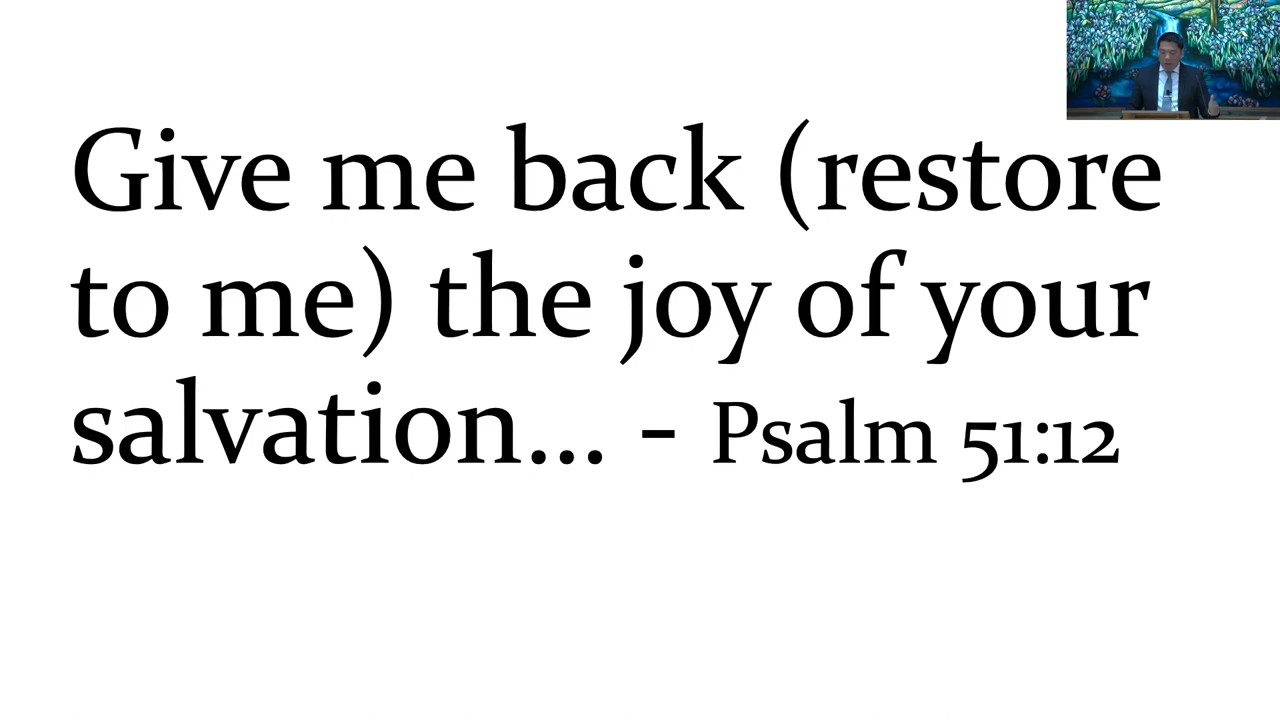 Give me back (restore
to me) the joy of your
salvation... - Psalm 51:12